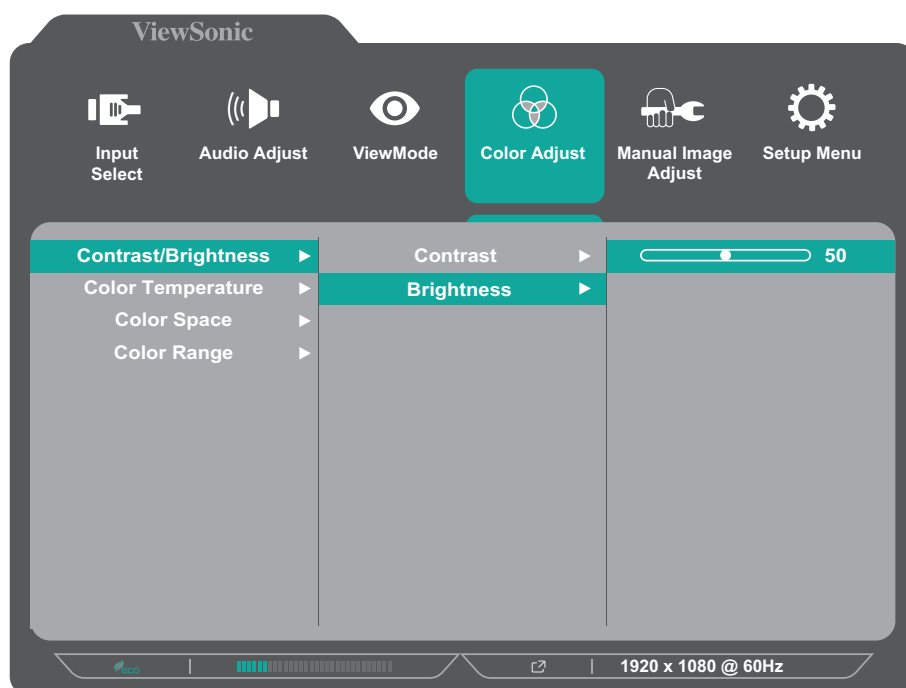 ViewSonic
Input
Select
Audio Adjust
ViewMode
Color Adjust
Manual Image
Adjust
Setup Menu
Contrast/Brightness
Contrast
50
Color Temperature
Brightness
Color Space
Color Range
eco
1920 x 1080 @ 60Hz